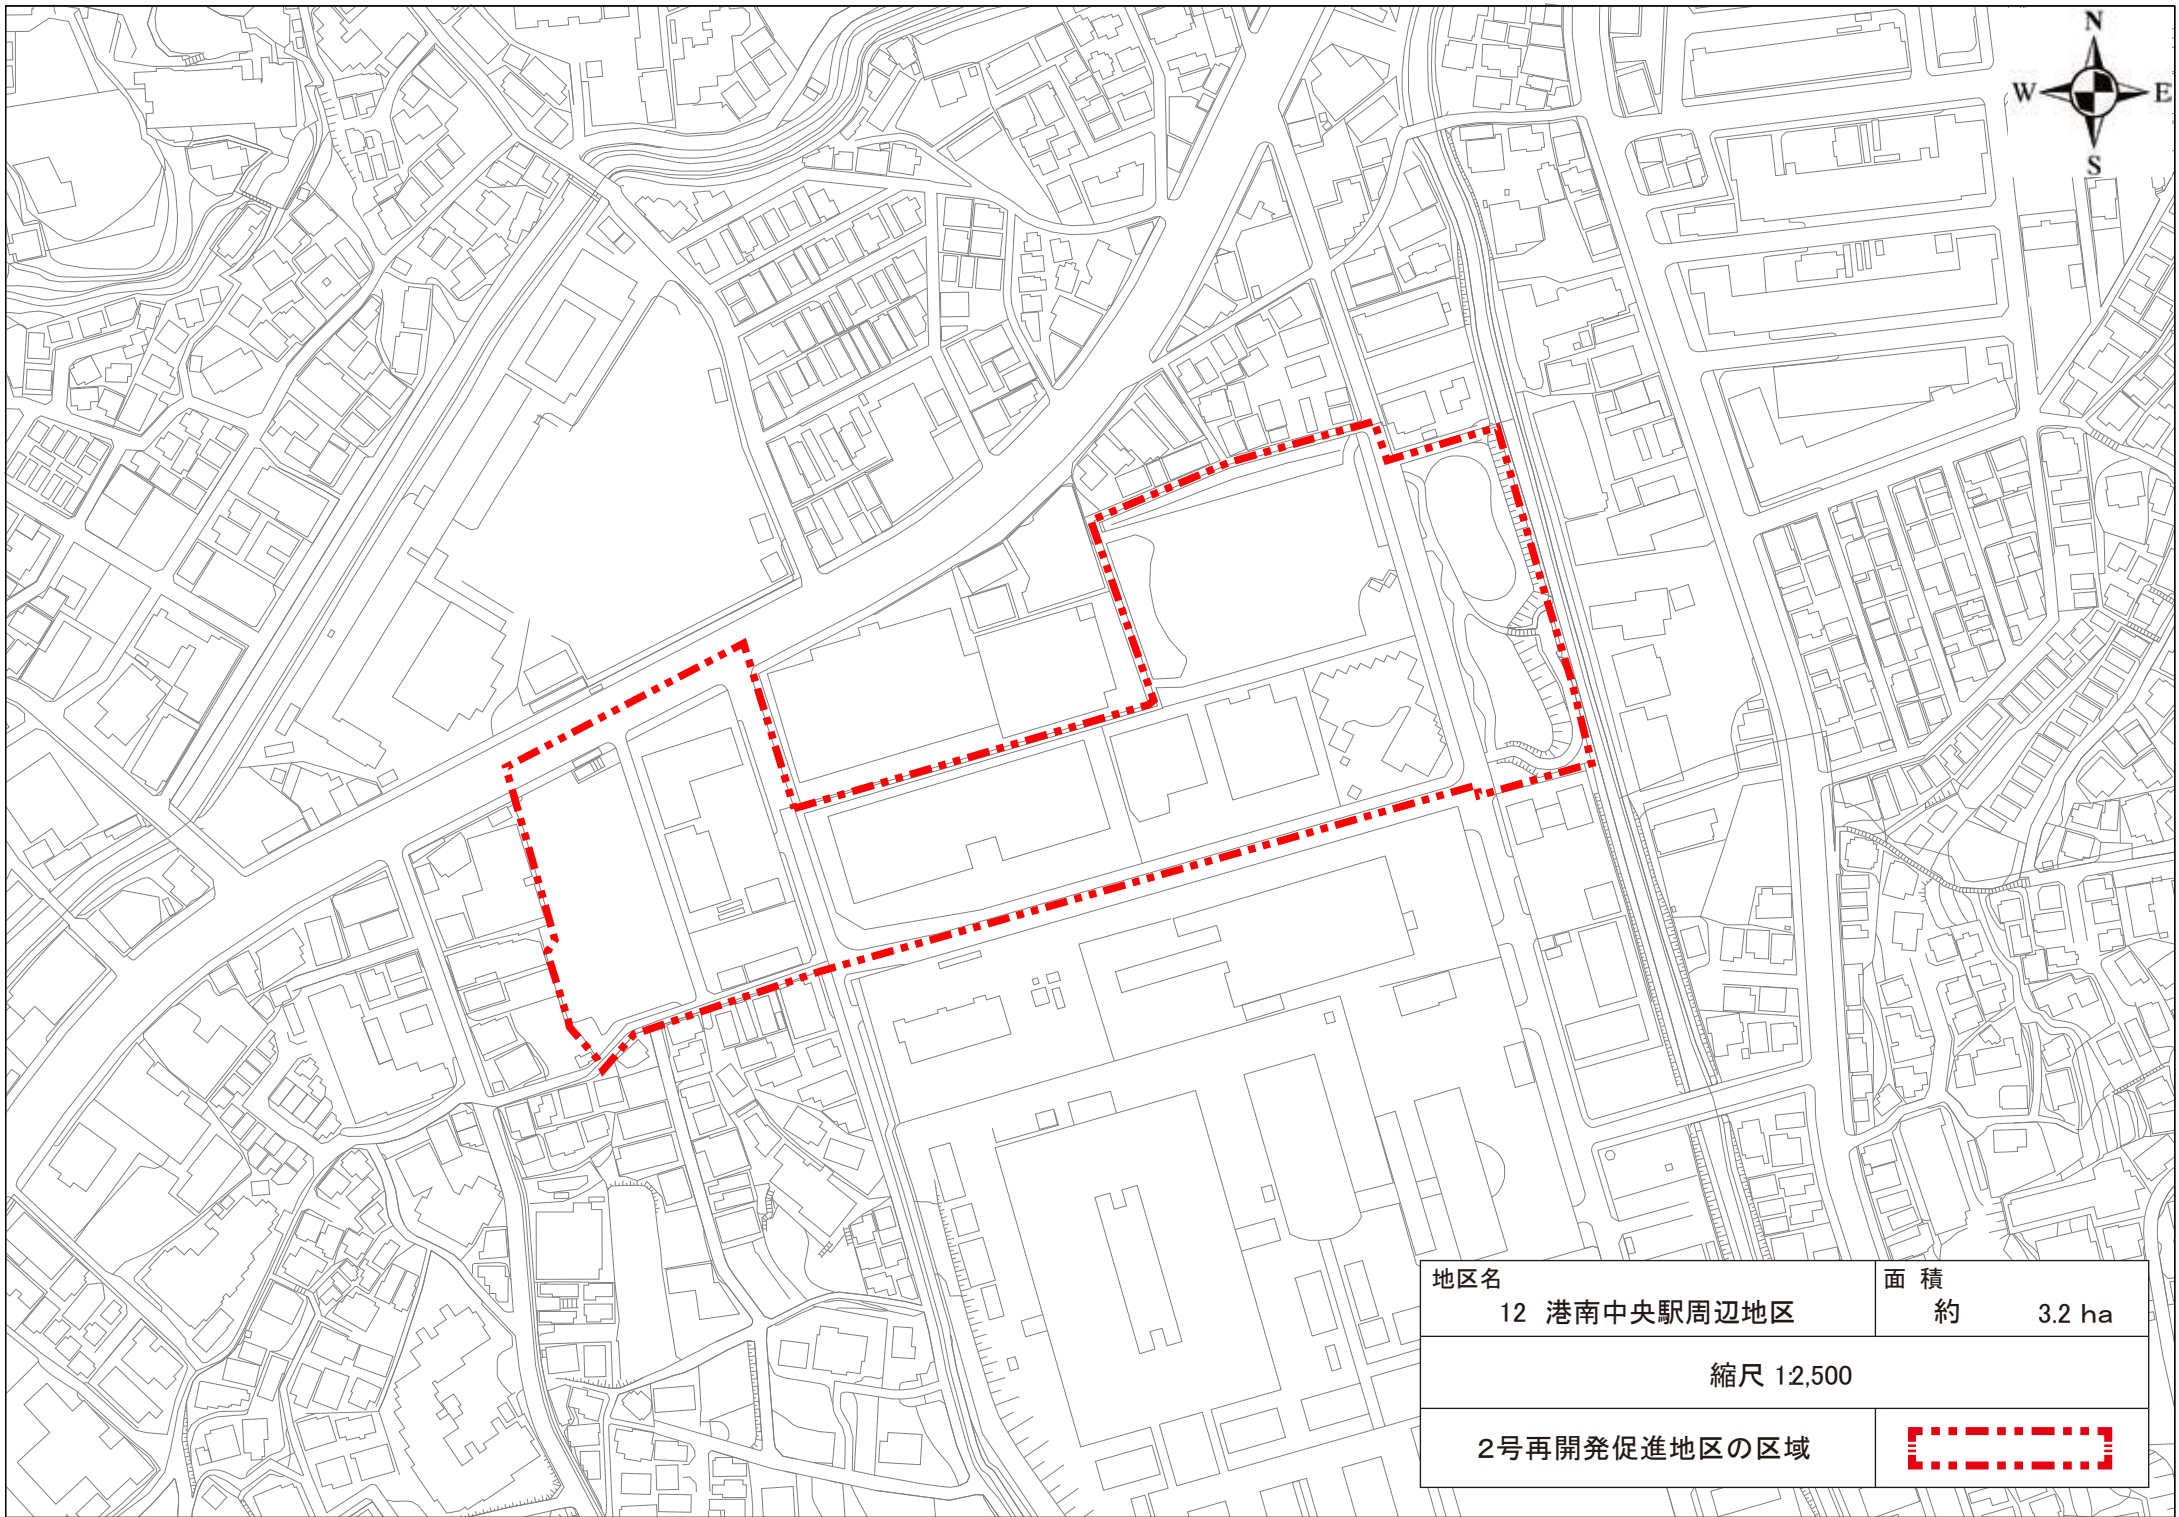 N
W E
S
地区名
12 港南中央駅周辺地区
面 積
約 3.2 ha
縮尺 1:2,500
2号再開発促進地区の区域